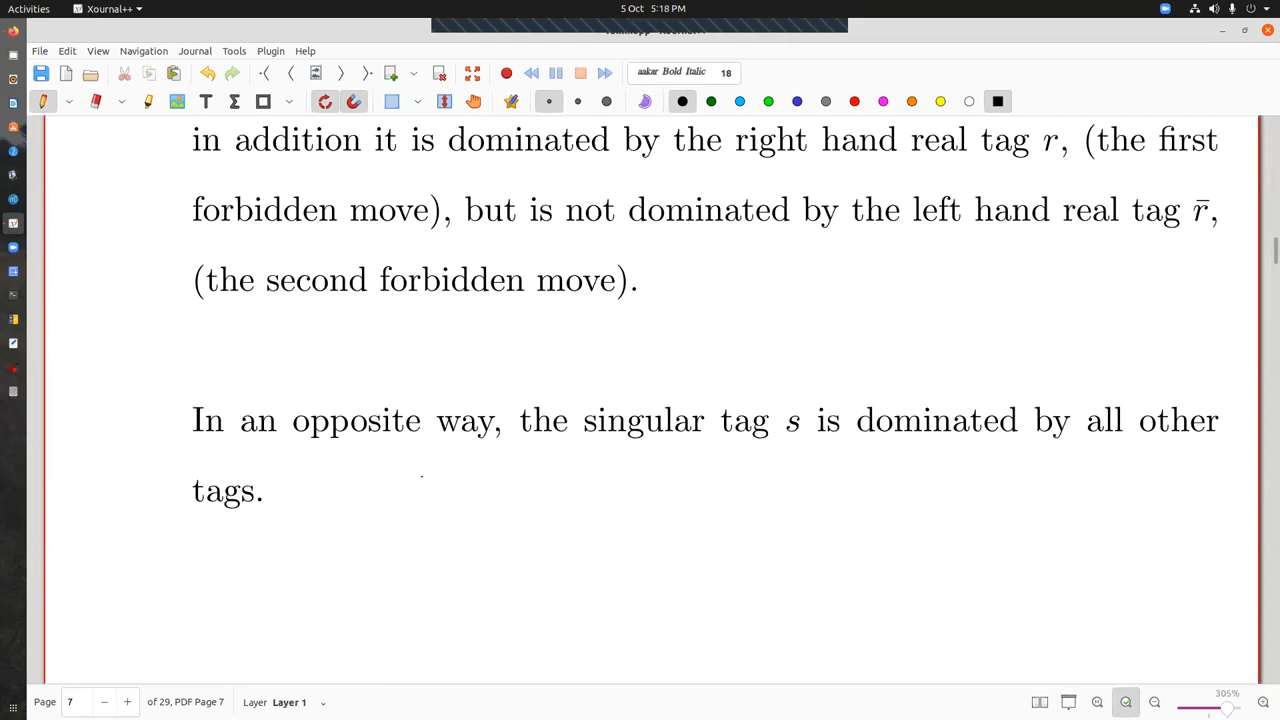 Activities Xournal++ 5 Oct 5:18 PM
File Edit View Navigation Journal Tools Plugin Help
aakar Bold Italic 18
in addition it is dominated by the right hand real tag r, (the first
forbidden move), but is not dominated by the left hand real tag r̄,
(the second forbidden move).
In an opposite way, the singular tag s is dominated by all other
tags.
Page 7 of 29, PDF Page 7 Layer Layer 1 305%